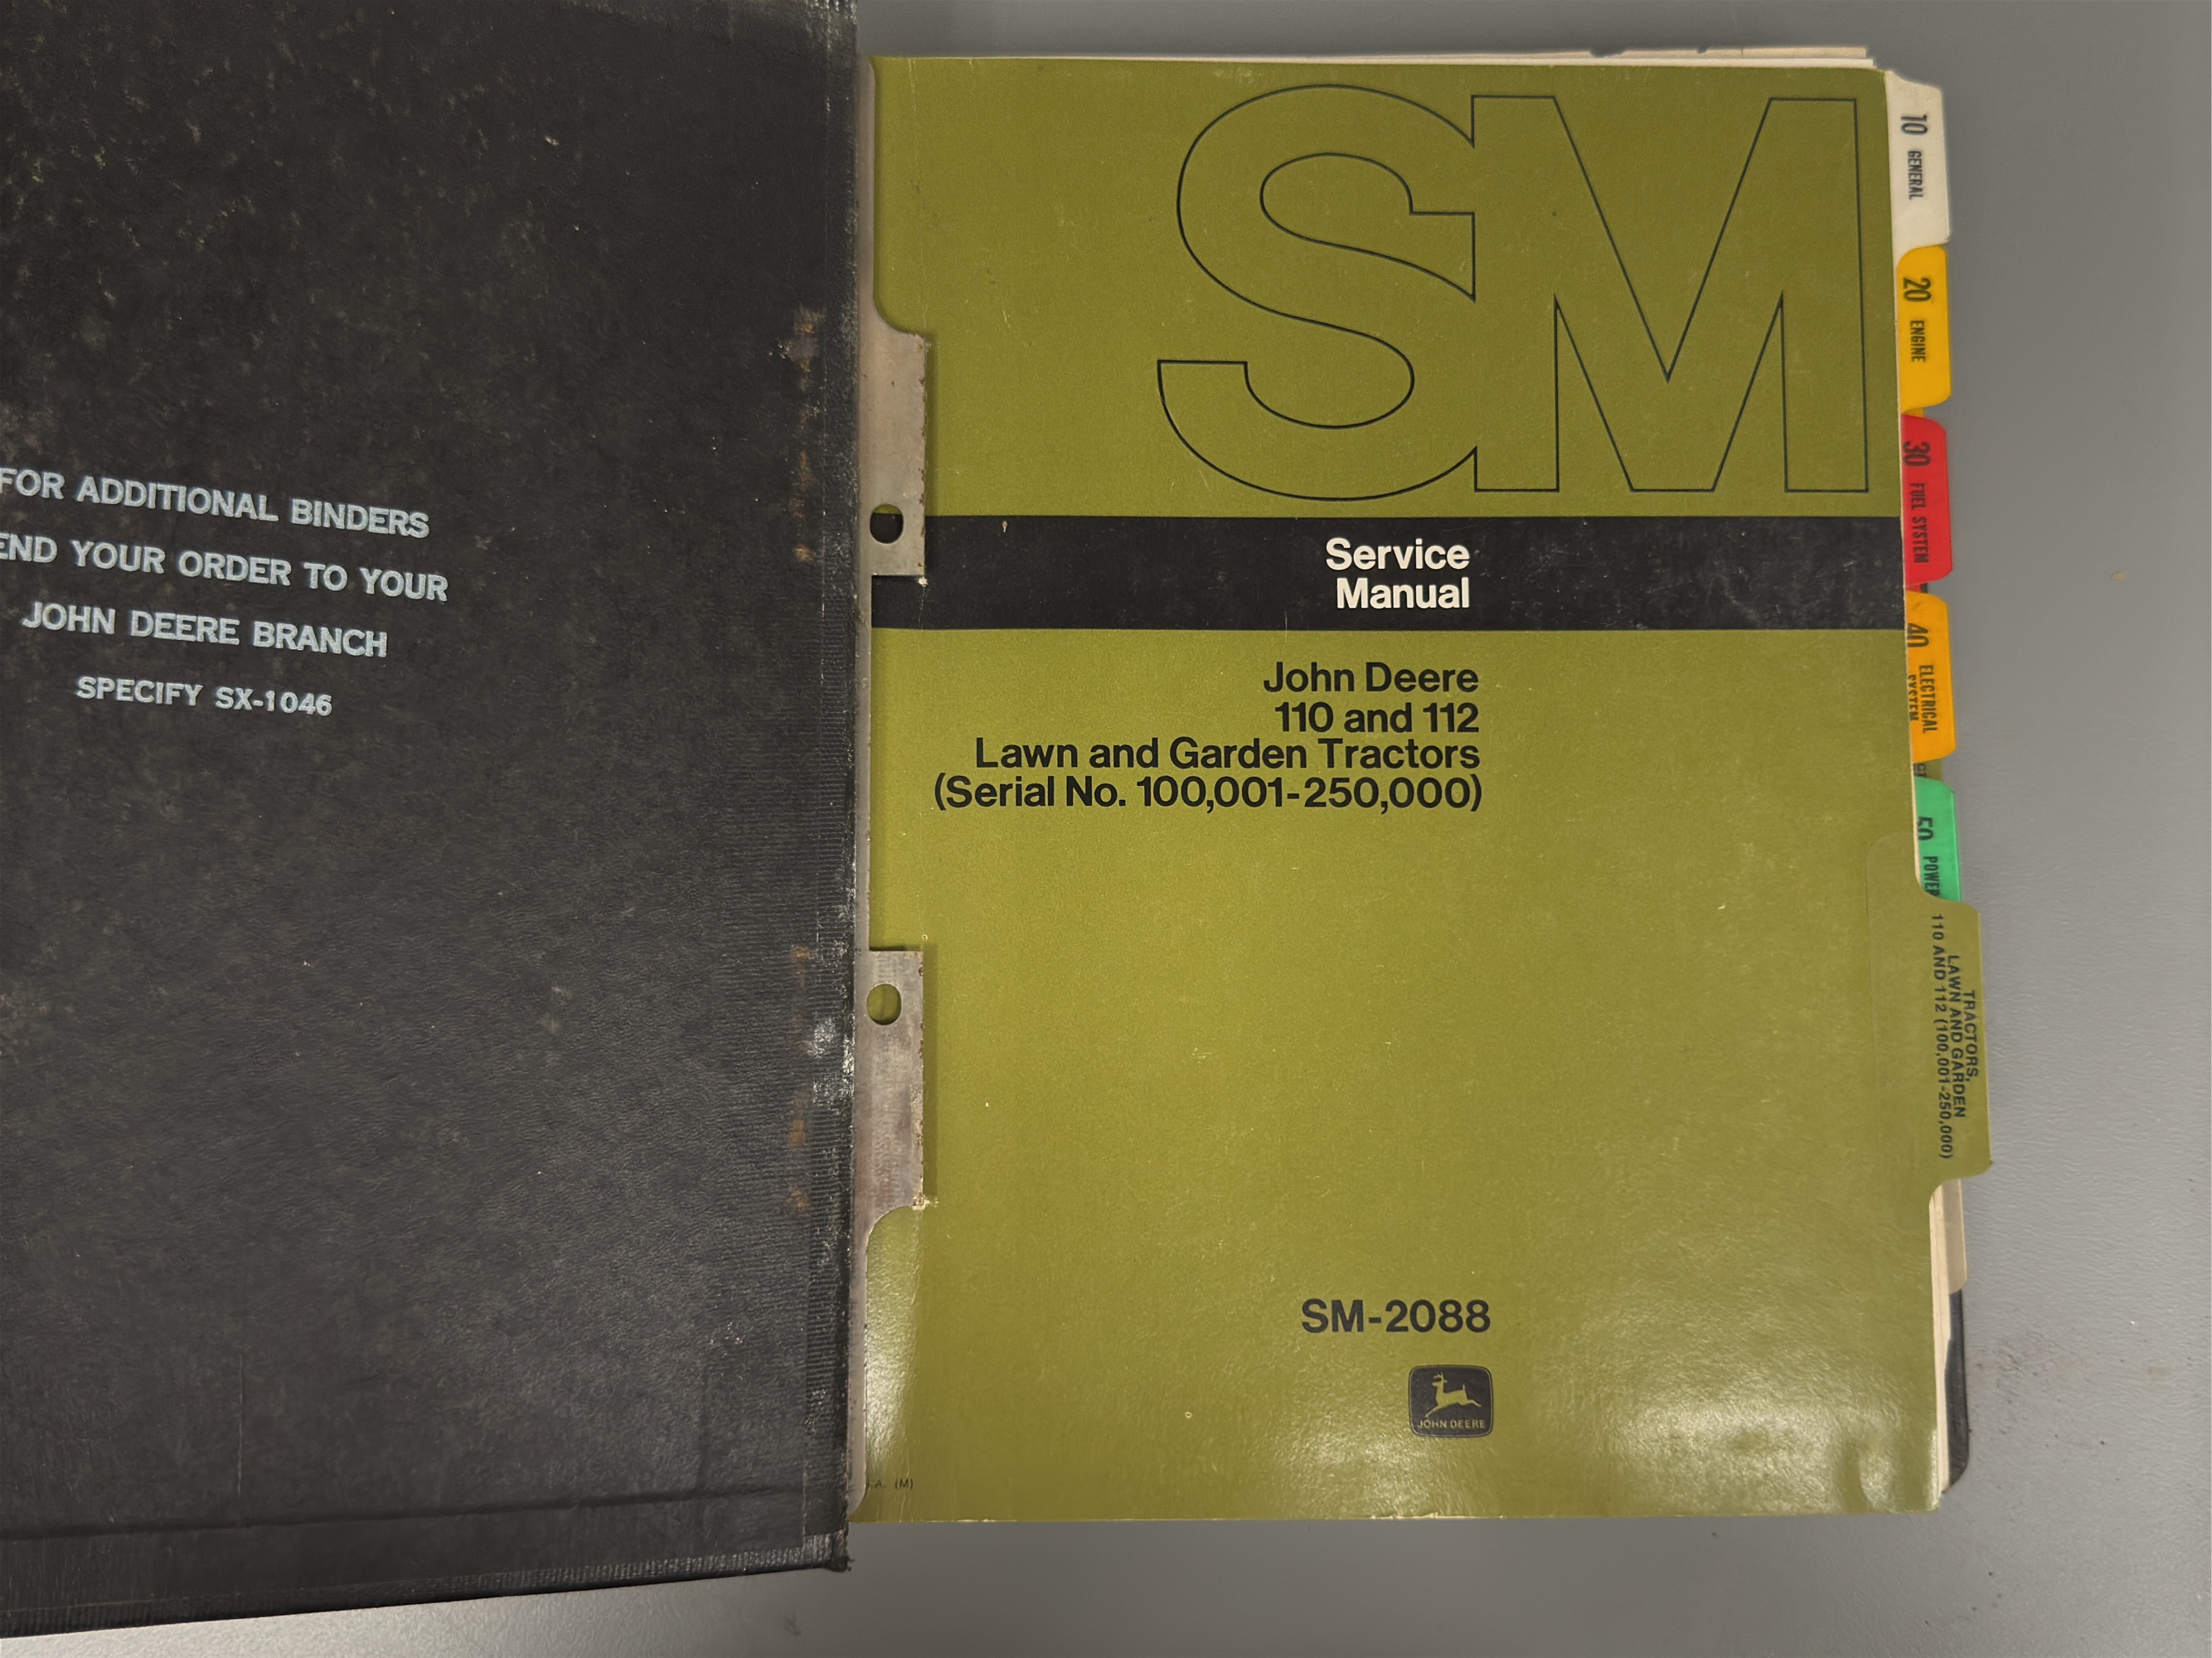 FOR ADDITIONAL BINDERS
END YOUR ORDER TO YOUR
JOHN DEERE BRANCH
SPECIFY SX-1046
SM
Service
Manual
John Deere
110 and 112
Lawn and Garden Tractors
(Serial No. 100,001-250,000)
SM-2088
JOHN DEERE
(M)
10 GENERAL
20 ENGINE
30 FUEL SYSTEM
40 ELECTRICAL
SYSTEM
50 POWER
TRACTORS,
LAWN AND GARDEN
110 AND 112 (100,001-250,000)